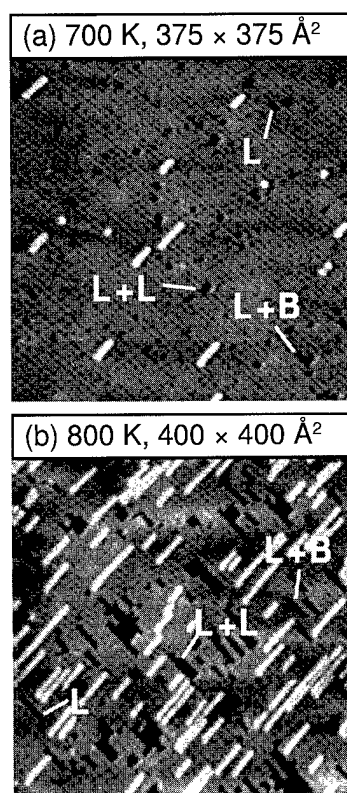 (a) 700 K, 375 × 375 Å²
L
L+L
L+B
(b) 800 K, 400 × 400 Å²
L+B
L+L
L